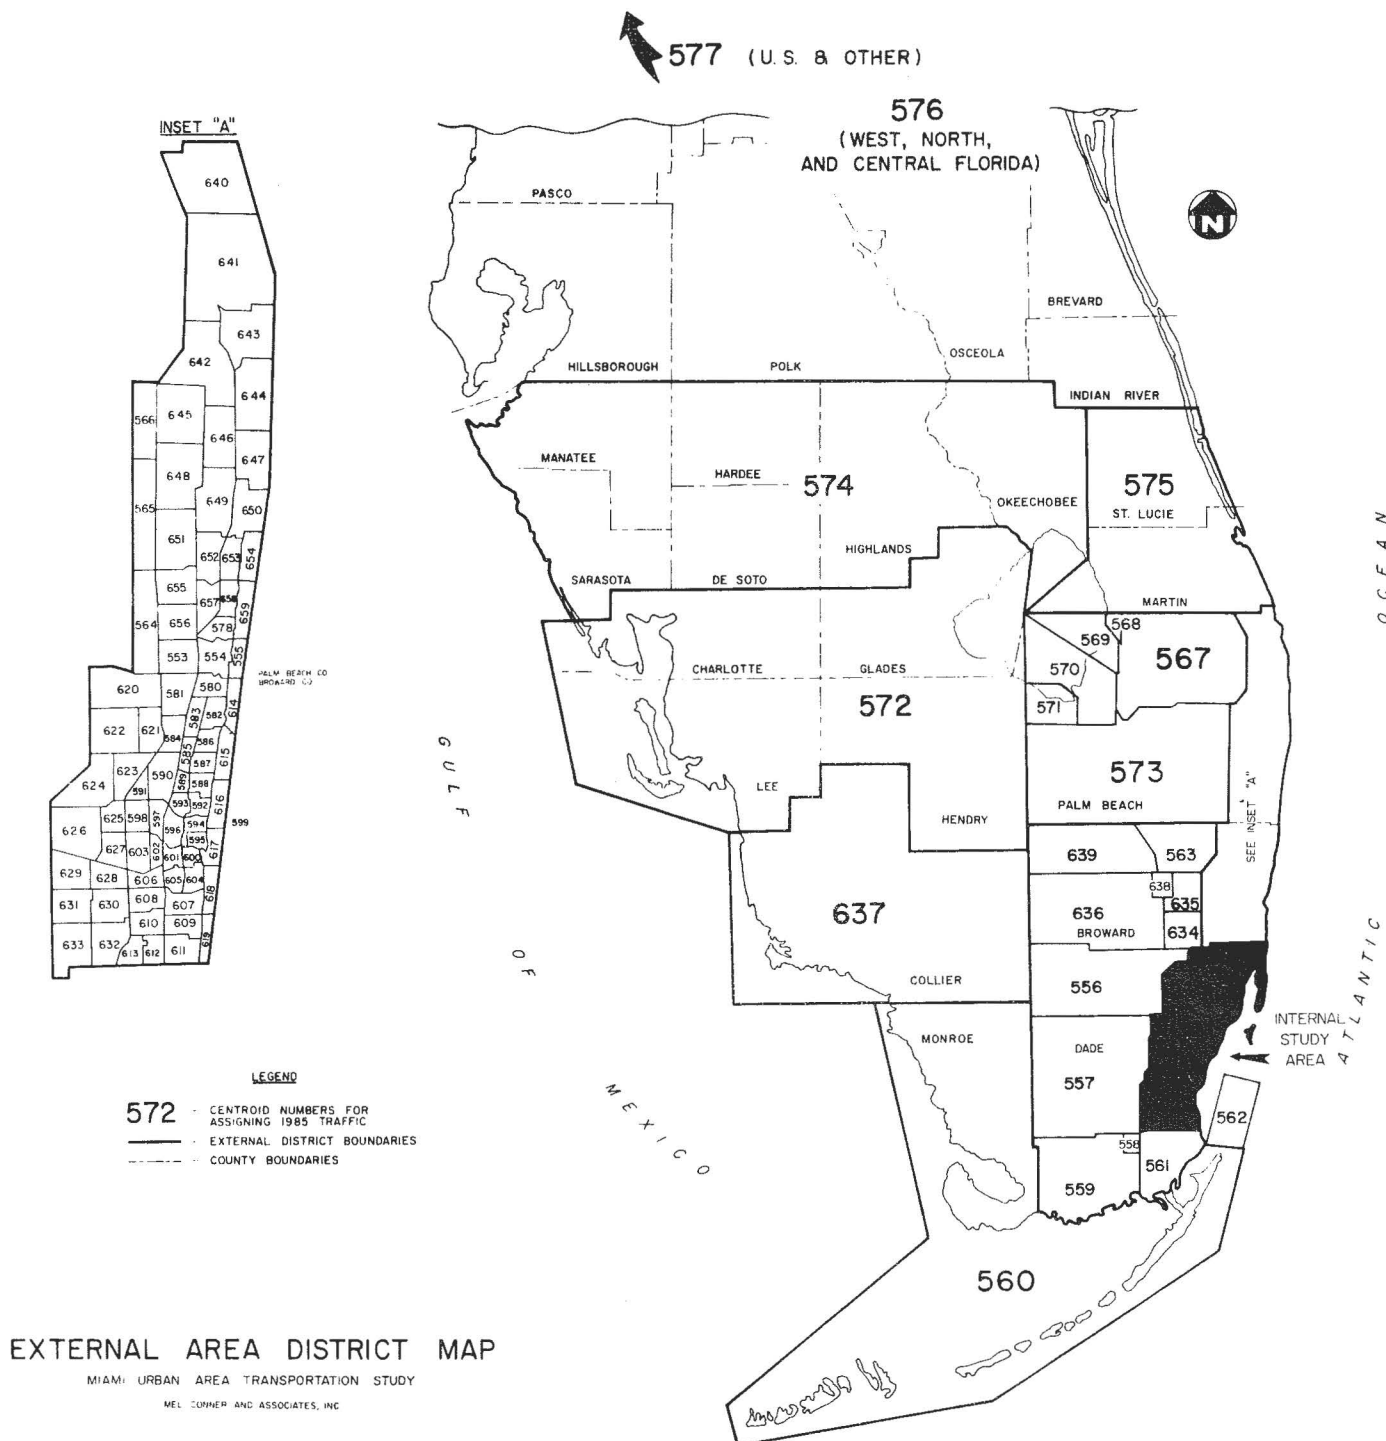 577 (U.S. & OTHER)
576
(WEST, NORTH,
AND CENTRAL FLORIDA)
INSET "A"
N
640
641
643
642
644
566
645
646
647
648
649
650
565
651
652
653
654
655
657
658
659
564
656
578
553
554
555
PALM BEACH CO
BROWARD CO
620
581
580
614
622
621
583
582
584
586
585
615
587
624
623
590
589
588
591
616
593
592
626
625
598
597
596
594
599
595
627
603
602
601
600
617
629
628
606
605
604
618
631
630
608
607
610
609
619
633
632
613
612
611
PASCO
BREVARD
OSCEOLA
HILLSBOROUGH
POLK
INDIAN RIVER
MANATEE
HARDEE
574
575
OKEECHOBEE
ST. LUCIE
HIGHLANDS
SARASOTA
DE SOTO
MARTIN
568
569
567
570
CHARLOTTE
GLADES
572
571
573
LEE
PALM BEACH
HENDRY
SEE INSET "A"
639
563
638
637
636
635
BROWARD
634
COLLIER
556
MONROE
DADE
557
INTERNAL
STUDY
AREA
562
558
561
559
560
GULF
OF
MEXICO
ATLANTIC
OCEAN
LEGEND
572 - CENTROID NUMBERS FOR
ASSIGNING 1985 TRAFFIC
- EXTERNAL DISTRICT BOUNDARIES
- COUNTY BOUNDARIES
EXTERNAL AREA DISTRICT MAP
MIAMI URBAN AREA TRANSPORTATION STUDY
MEL CONNER AND ASSOCIATES, INC